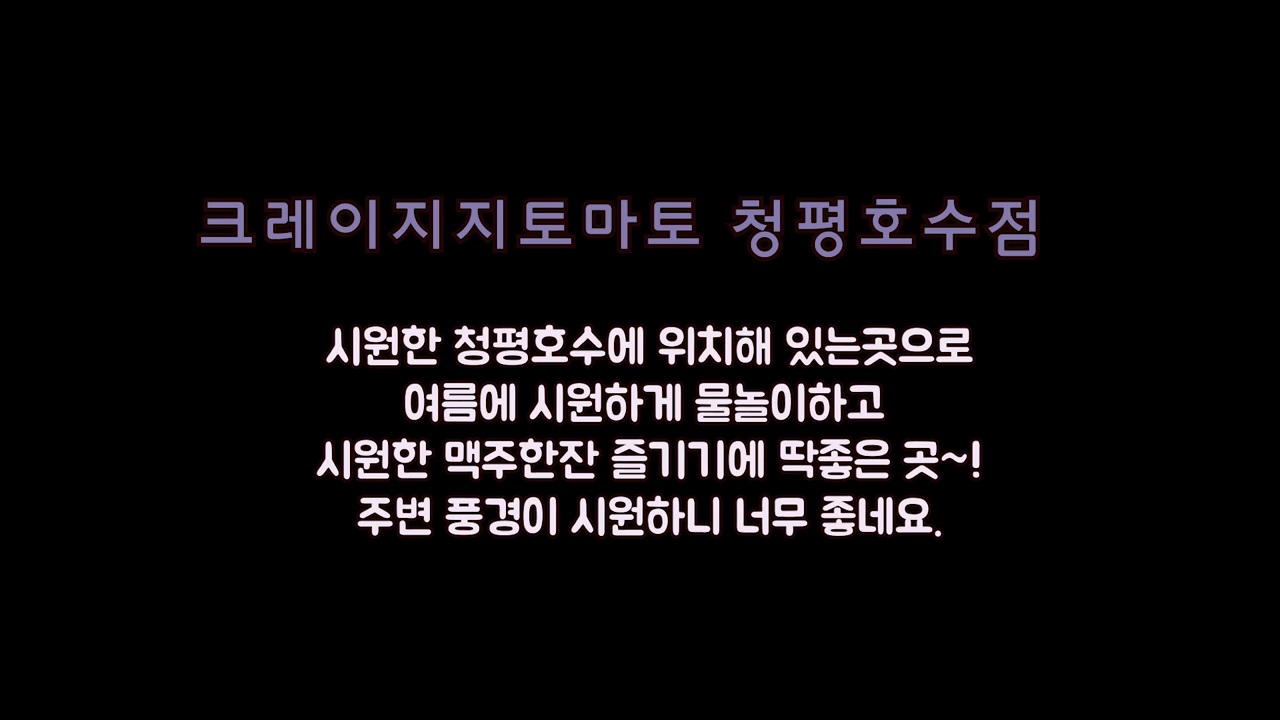 크레이지지토마토 청평호수점
시원한 청평호수에 위치해 있는곳으로
여름에 시원하게 물놀이하고
시원한 맥주한잔 즐기기에 딱좋은 곳~!
주변 풍경이 시원하니 너무 좋네요.